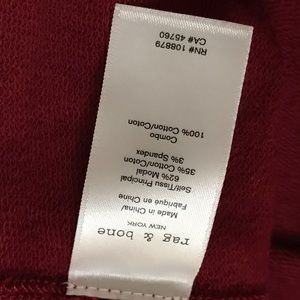 rag & bone
NEW YORK
Made in China/
Fabriqué en Chine
Self/Tissu Principal
62% Modal
35% Cotton/Coton
3% Spandex
Combo
100% Cotton/Coton
RN# 108879
CA# 45760